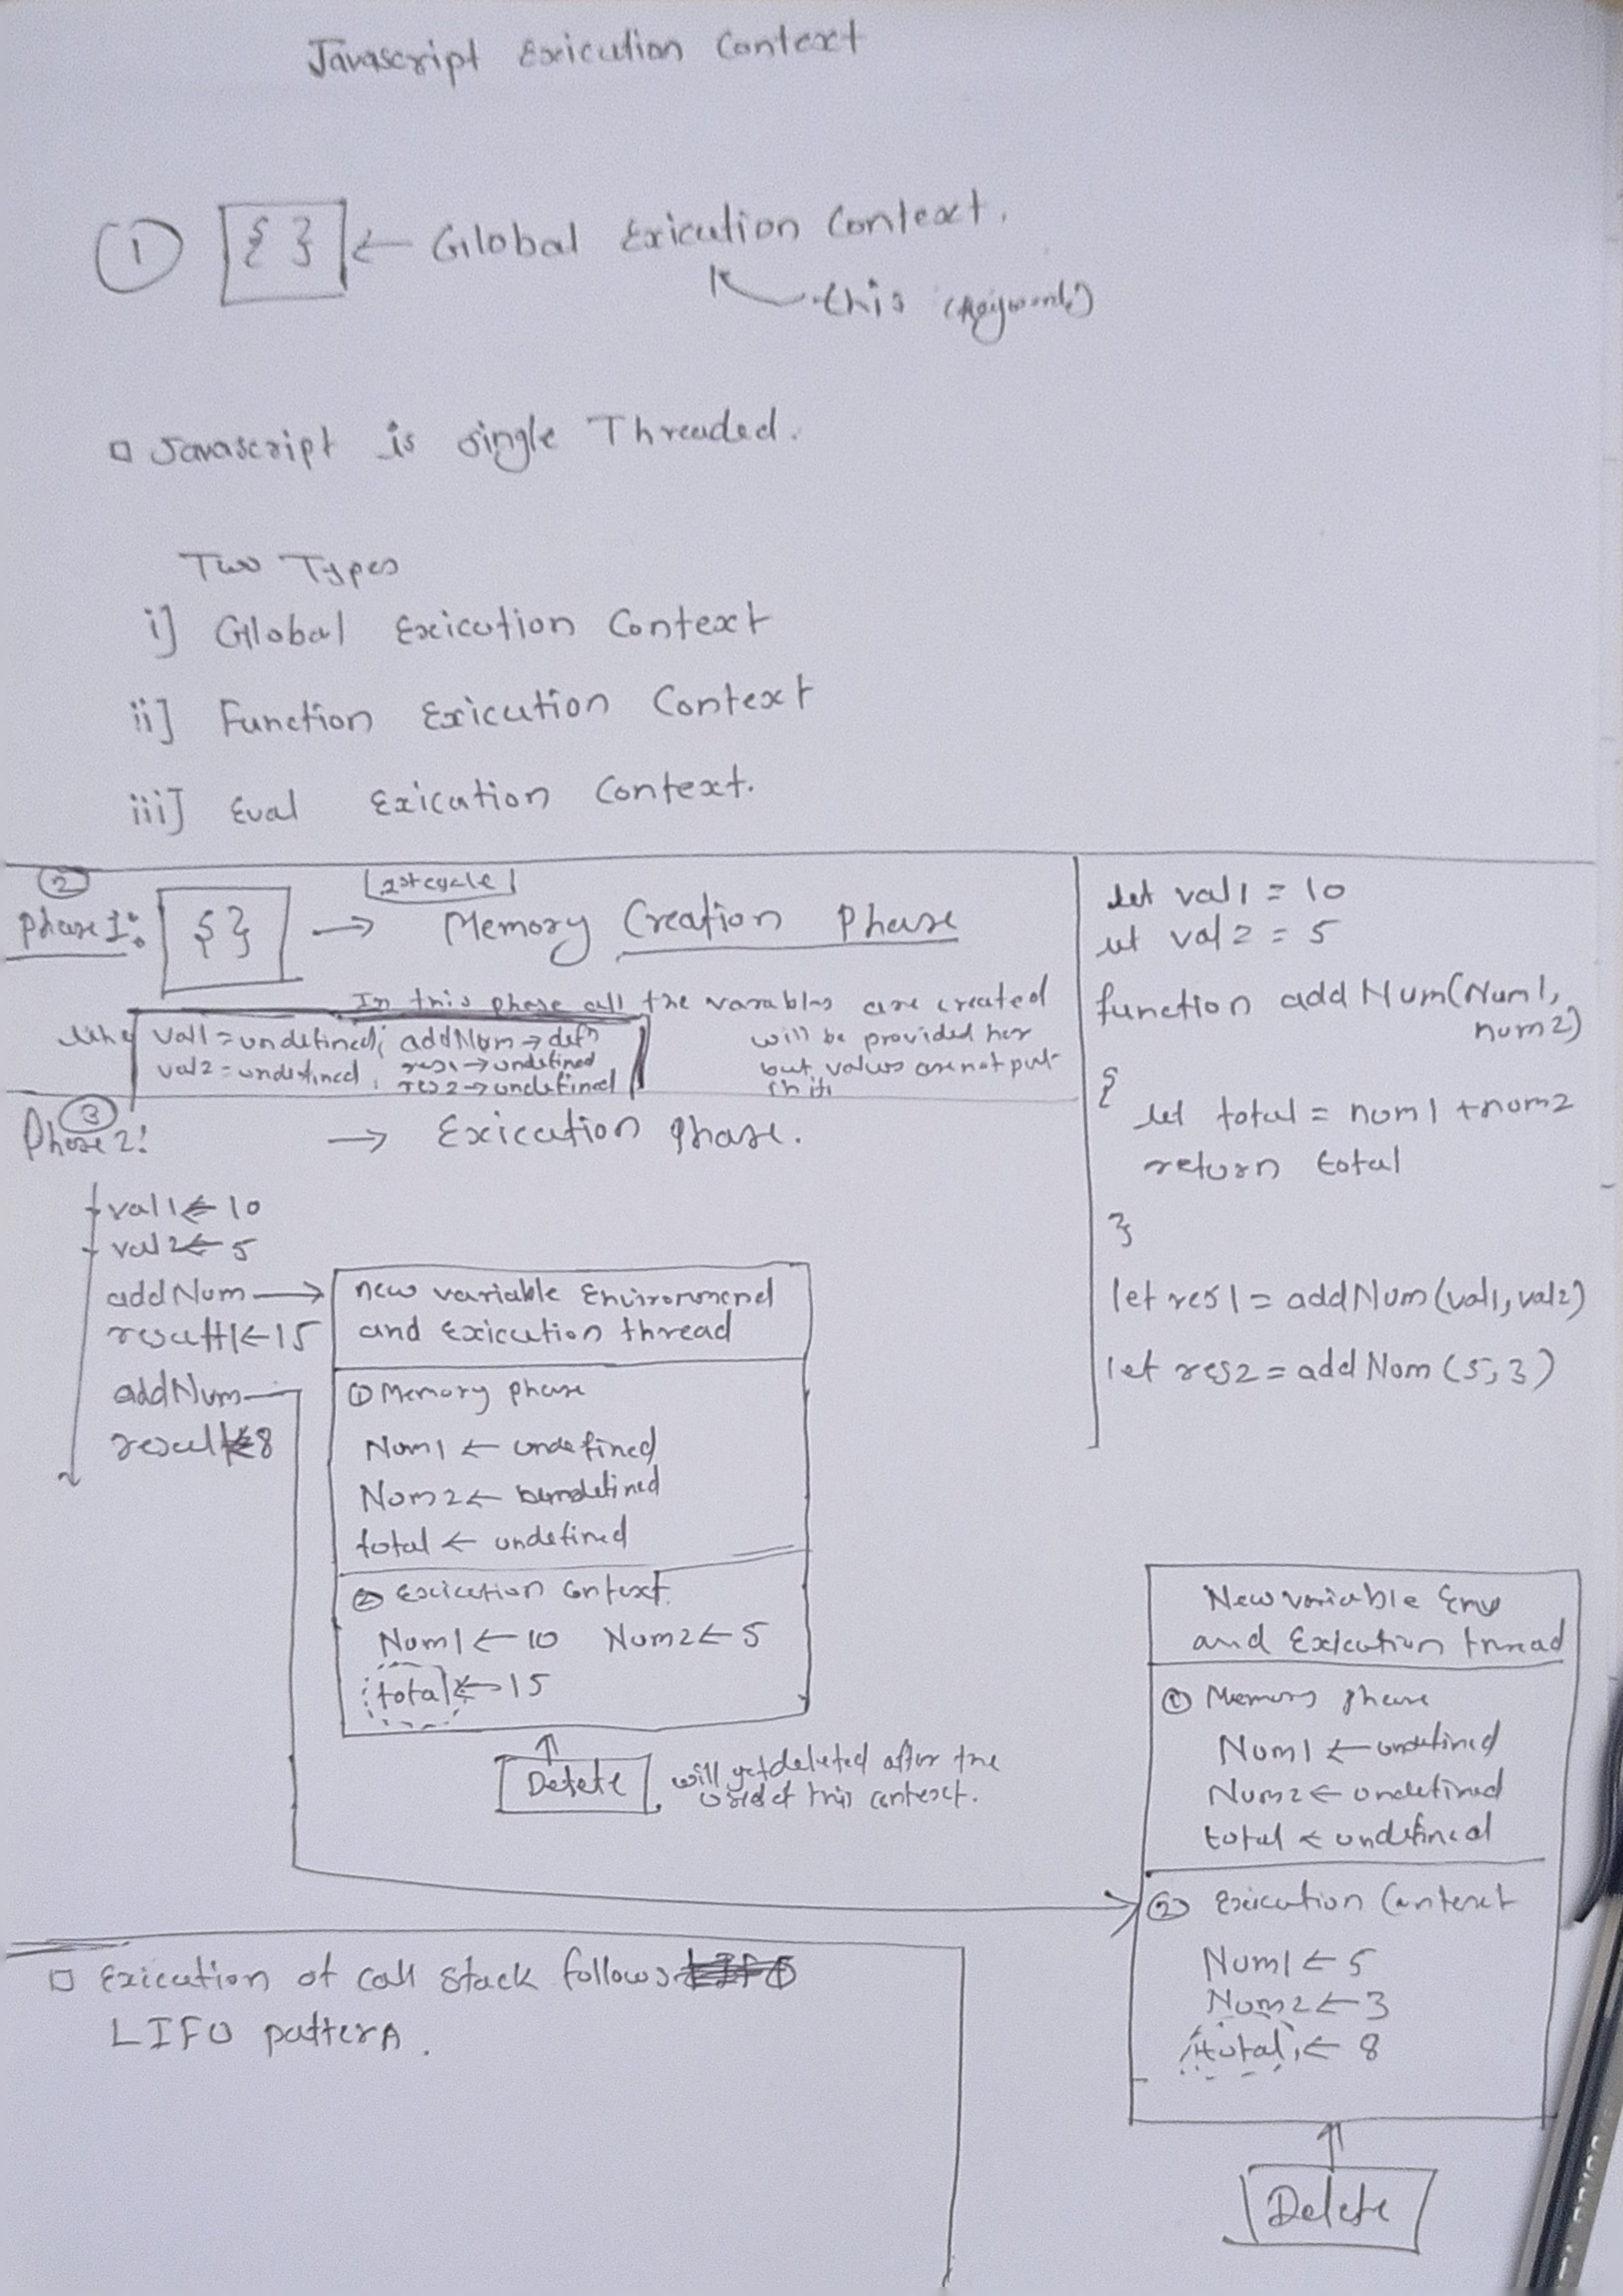 Javascript Exicution Context
① { } ← Global Exicution Context.
this (keyword)
□ Javascript is single Threaded.
Two Types
i] Global Exicution Context
ii] Function Exicution Context
iii] Eval Exicution Context.
②
Phase 1: { } → Memory Creation Phase
1st cycle
In this phase all the varables are created
will be provided her
but values are not put
in it.
like
val1 = undefined; addNum → defn
val2 = undefined, res1 → undefined
res2 → undefined
③
Phase 2: → Exicution Phase.
val1 ← 10
val2 ← 5
addNum →
result1 ← 15
addNum
result ← 8
new variable Environmend
and Exicution thread
① Memory phase
Num1 ← undefined
Num2 ← undefined
total ← undefined
② Exicution Context
Num1 ← 10 Num2 ← 5
total ← 15
Delete
will get deleted after the
use of this context.
let val1 = 10
let val2 = 5
function addNum(Num1,
num2)
{
let total = num1 + num2
return total
}
let res1 = addNum (val1, val2)
let res2 = addNum (5, 3)
New variable Env
and Exicution thread
① Memory phase
Num1 ← undefined
Num2 ← undefined
total ← undefined
② Exicution Context
Num1 ← 5
Num2 ← 3
total ← 8
Delete
□ Exicution of call stack follows
LIFO pattern.